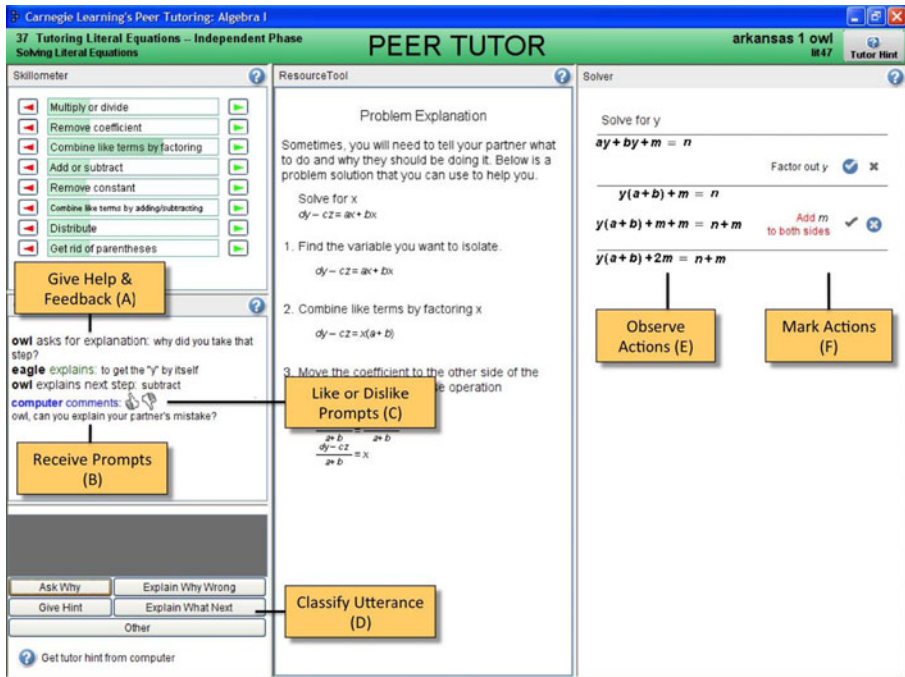 Carnegie Learning's Peer Tutoring: Algebra I
37 Tutoring Literal Equations -- Independent Phase
Solving Literal Equations
PEER TUTOR
arkansas 1 owl
lit47
Tutor Hint
Skillometer
Multiply or divide
Remove coefficient
Combine like terms by factoring
Add or subtract
Remove constant
Combine like terms by adding/subtracting
Distribute
Get rid of parentheses
Give Help &
Feedback (A)
owl asks for explanation: why did you take that
step?
eagle explains: to get the "y" by itself
owl explains next step: subtract
computer comments:
owl, can you explain your partner's mistake?
Receive Prompts
(B)
Ask Why
Explain Why Wrong
Give Hint
Explain What Next
Other
Get tutor hint from computer
ResourceTool
Problem Explanation
Sometimes, you will need to tell your partner what
to do and why they should be doing it. Below is a
problem solution that you can use to help you.
Solve for x
dy – cz = ax + bx
1. Find the variable you want to isolate.
dy – cz = ax + bx
2. Combine like terms by factoring x
dy – cz = x(a + b)
3. Move the coefficient to the other side of the
operation
Like or Dislike
Prompts (C)
a + b = a + b
dy – cz
a + b = x
Classify Utterance
(D)
Solver
Solve for y
ay + by + m = n
Factor out y
y(a + b) + m = n
y(a + b) + m + m = n + m
Add m
to both sides
y(a + b) + 2m = n + m
Observe
Actions (E)
Mark Actions
(F)